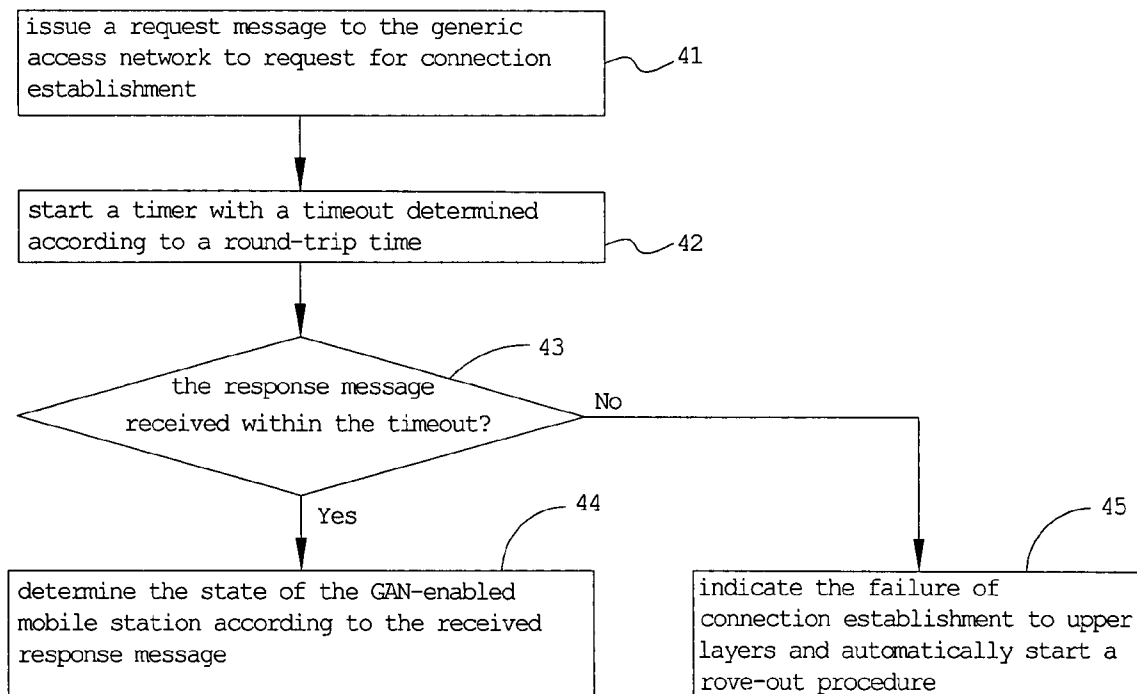 issue a request message to the generic
access network to request for connection
establishment
41
start a timer with a timeout determined
according to a round-trip time
42
43
the response message
received within the timeout?
No
Yes
44
45
determine the state of the GAN-enabled
mobile station according to the received
response message
indicate the failure of
connection establishment to upper
layers and automatically start a
rove-out procedure